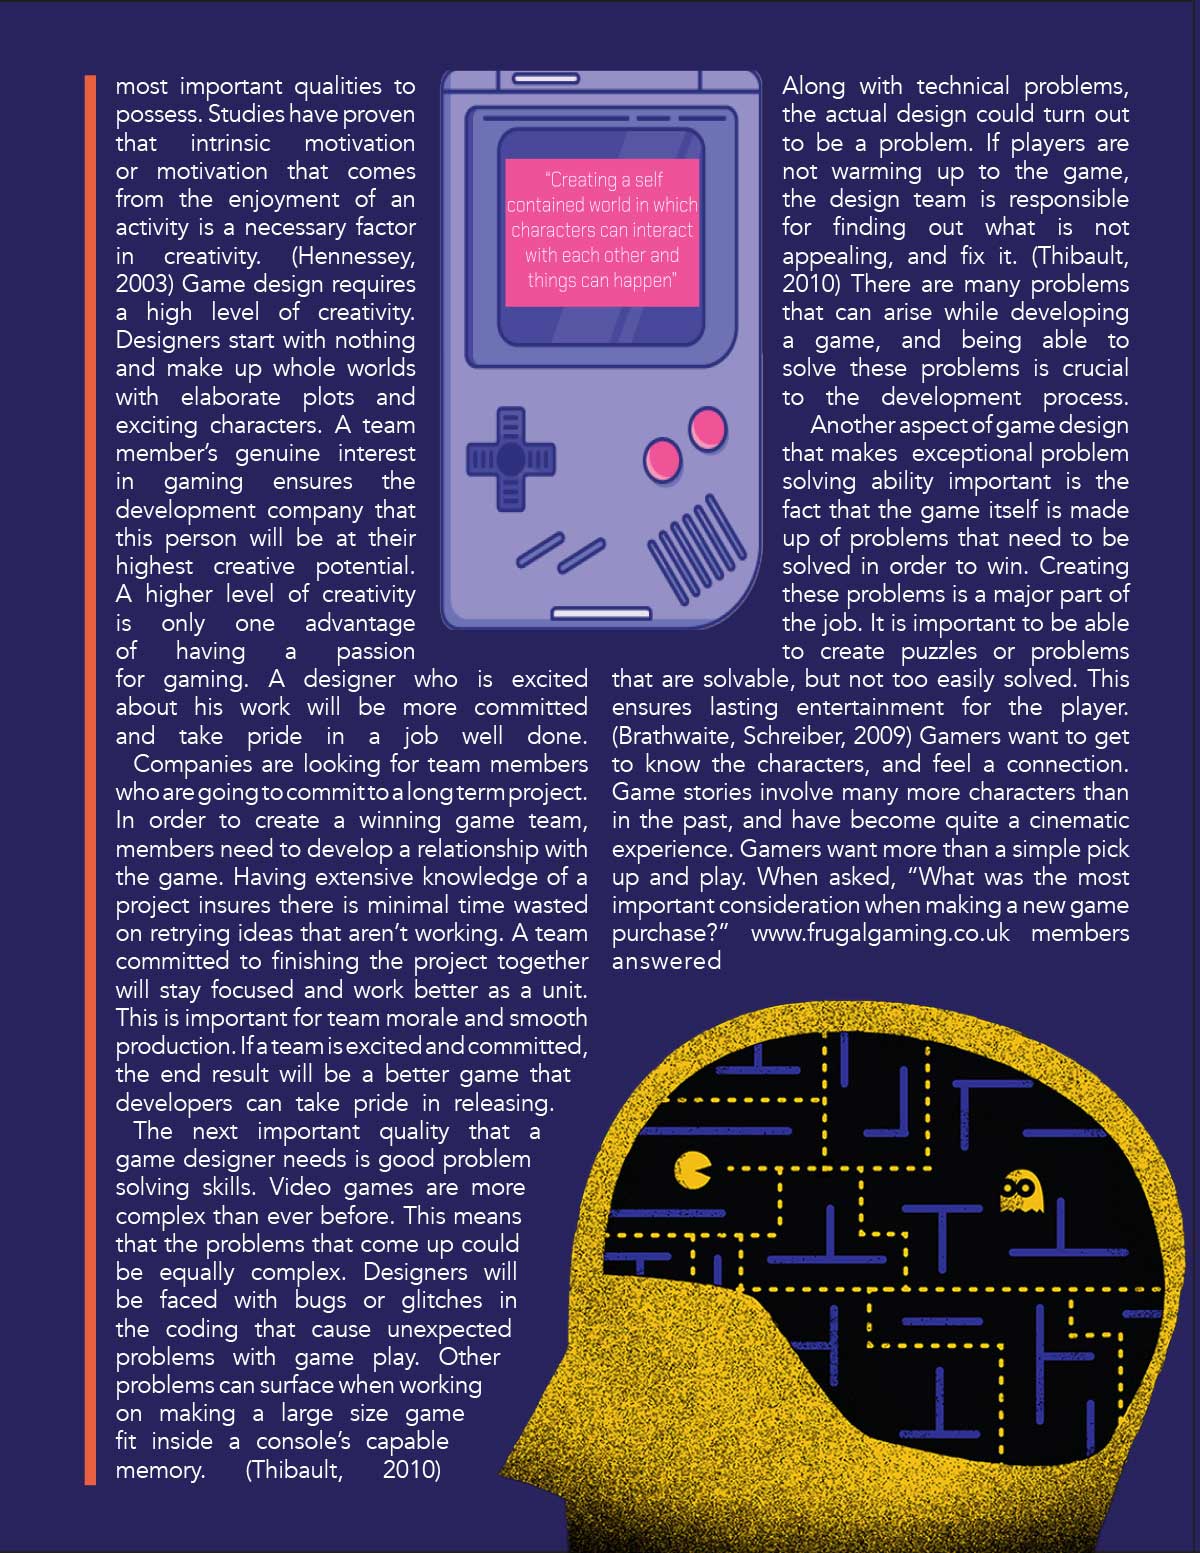 most important qualities to
possess. Studies have proven
that intrinsic motivation
or motivation that comes
from the enjoyment of an
activity is a necessary factor
in creativity. (Hennessey,
2003) Game design requires
a high level of creativity.
Designers start with nothing
and make up whole worlds
with elaborate plots and
exciting characters. A team
member’s genuine interest
in gaming ensures the
development company that
this person will be at their
highest creative potential.
A higher level of creativity
is only one advantage
of having a passion
for gaming. A designer who is excited
about his work will be more committed
and take pride in a job well done.
Companies are looking for team members
who are going to commit to a long term project.
In order to create a winning game team,
members need to develop a relationship with
the game. Having extensive knowledge of a
project insures there is minimal time wasted
on retrying ideas that aren’t working. A team
committed to finishing the project together
will stay focused and work better as a unit.
This is important for team morale and smooth
production. If a team is excited and committed,
the end result will be a better game that
developers can take pride in releasing.
The next important quality that a
game designer needs is good problem
solving skills. Video games are more
complex than ever before. This means
that the problems that come up could
be equally complex. Designers will
be faced with bugs or glitches in
the coding that cause unexpected
problems with game play. Other
problems can surface when working
on making a large size game
fit inside a console’s capable
memory. (Thibault, 2010)
“Creating a self
contained world in which
characters can interact
with each other and
things can happen”
Along with technical problems,
the actual design could turn out
to be a problem. If players are
not warming up to the game,
the design team is responsible
for finding out what is not
appealing, and fix it. (Thibault,
2010) There are many problems
that can arise while developing
a game, and being able to
solve these problems is crucial
to the development process.
Another aspect of game design
that makes exceptional problem
solving ability important is the
fact that the game itself is made
up of problems that need to be
solved in order to win. Creating
these problems is a major part of
the job. It is important to be able
to create puzzles or problems
that are solvable, but not too easily solved. This
ensures lasting entertainment for the player.
(Brathwaite, Schreiber, 2009) Gamers want to get
to know the characters, and feel a connection.
Game stories involve many more characters than
in the past, and have become quite a cinematic
experience. Gamers want more than a simple pick
up and play. When asked, “What was the most
important consideration when making a new game
purchase?” www.frugalgaming.co.uk members
answered